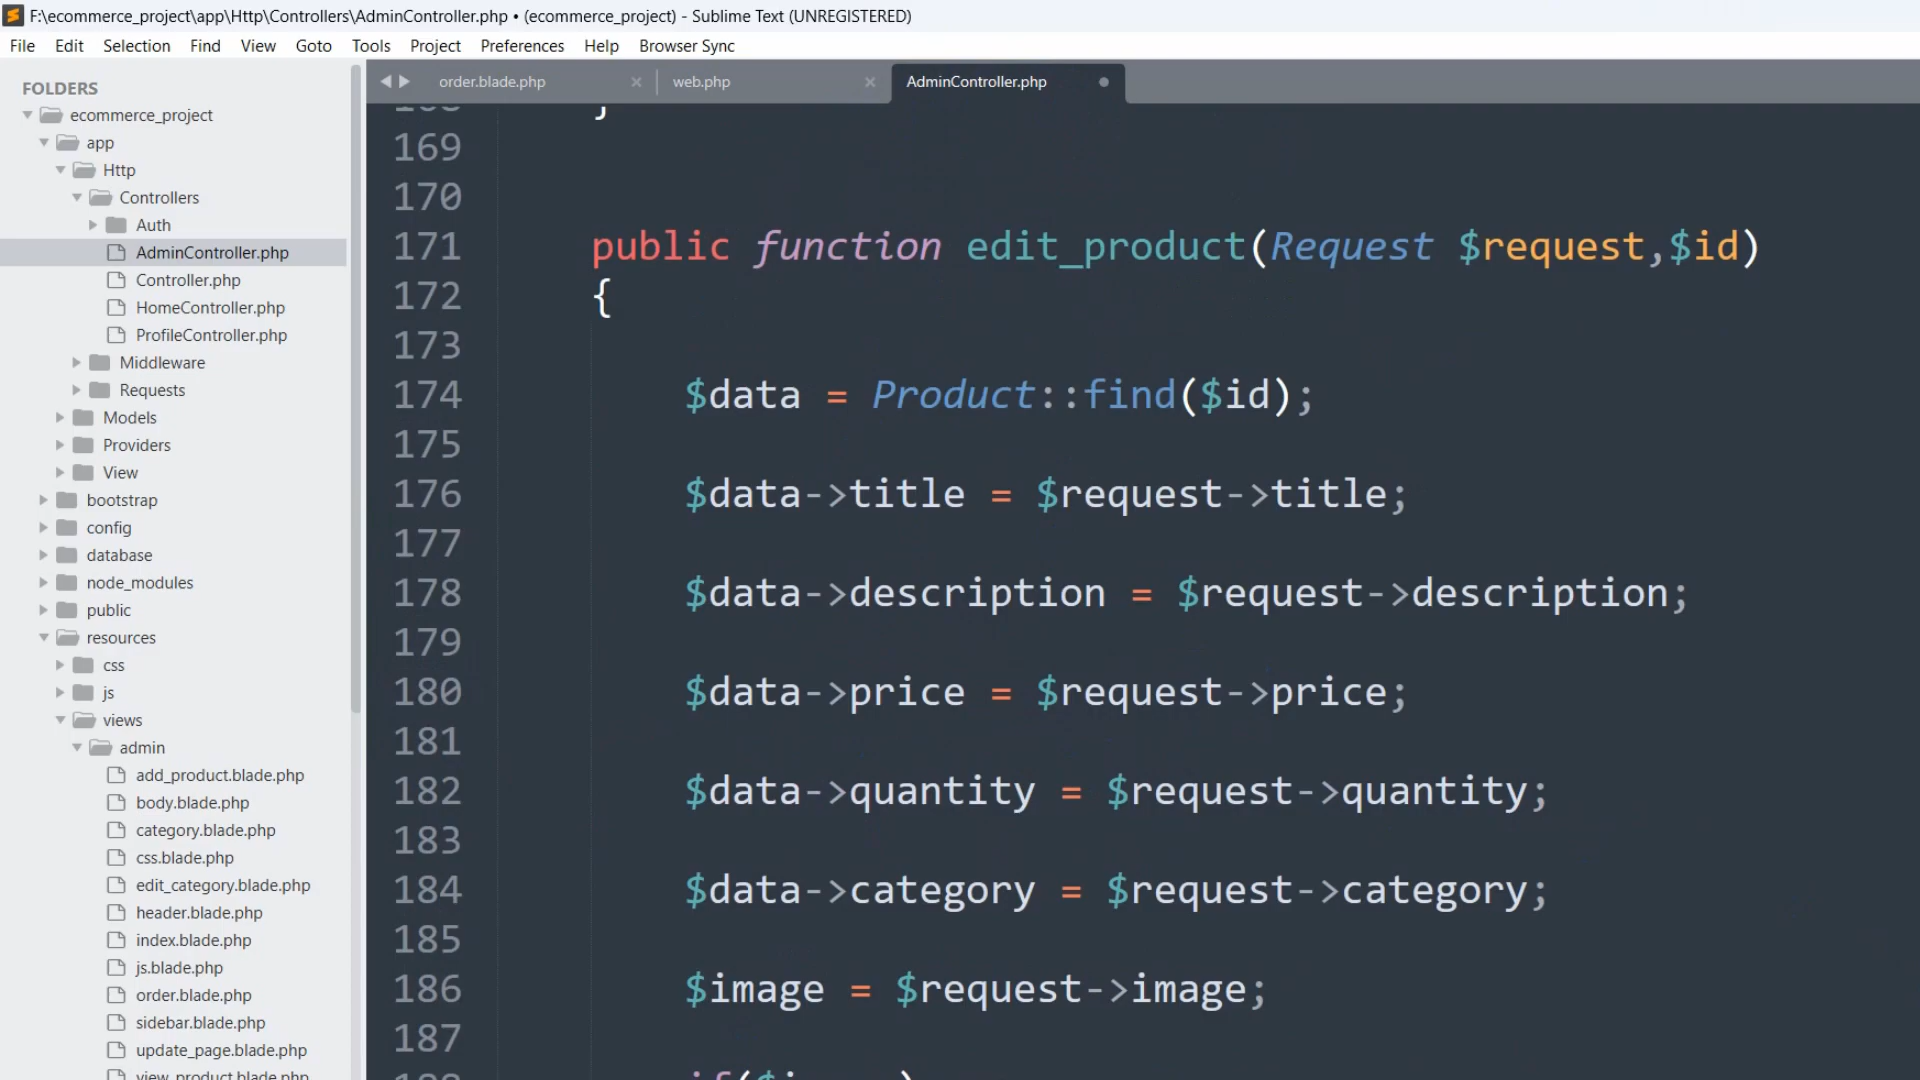 F:\ecommerce_project\app\Http\Controllers\AdminController.php • (ecommerce_project) - Sublime Text (UNREGISTERED)
File Edit Selection Find View Goto Tools Project Preferences Help Browser Sync
FOLDERS
ecommerce_project
app
Http
Controllers
Auth
AdminController.php
Controller.php
HomeController.php
ProfileController.php
Middleware
Requests
Models
Providers
View
bootstrap
config
database
node_modules
public
resources
css
js
views
admin
add_product.blade.php
body.blade.php
category.blade.php
css.blade.php
edit_category.blade.php
header.blade.php
index.blade.php
js.blade.php
order.blade.php
sidebar.blade.php
update_page.blade.php
view_product.blade.php
order.blade.php × web.php × AdminController.php
168 }
169
170
171 public function edit_product(Request $request,$id)
172 {
173
174 $data = Product::find($id);
175
176 $data->title = $request->title;
177
178 $data->description = $request->description;
179
180 $data->price = $request->price;
181
182 $data->quantity = $request->quantity;
183
184 $data->category = $request->category;
185
186 $image = $request->image;
187